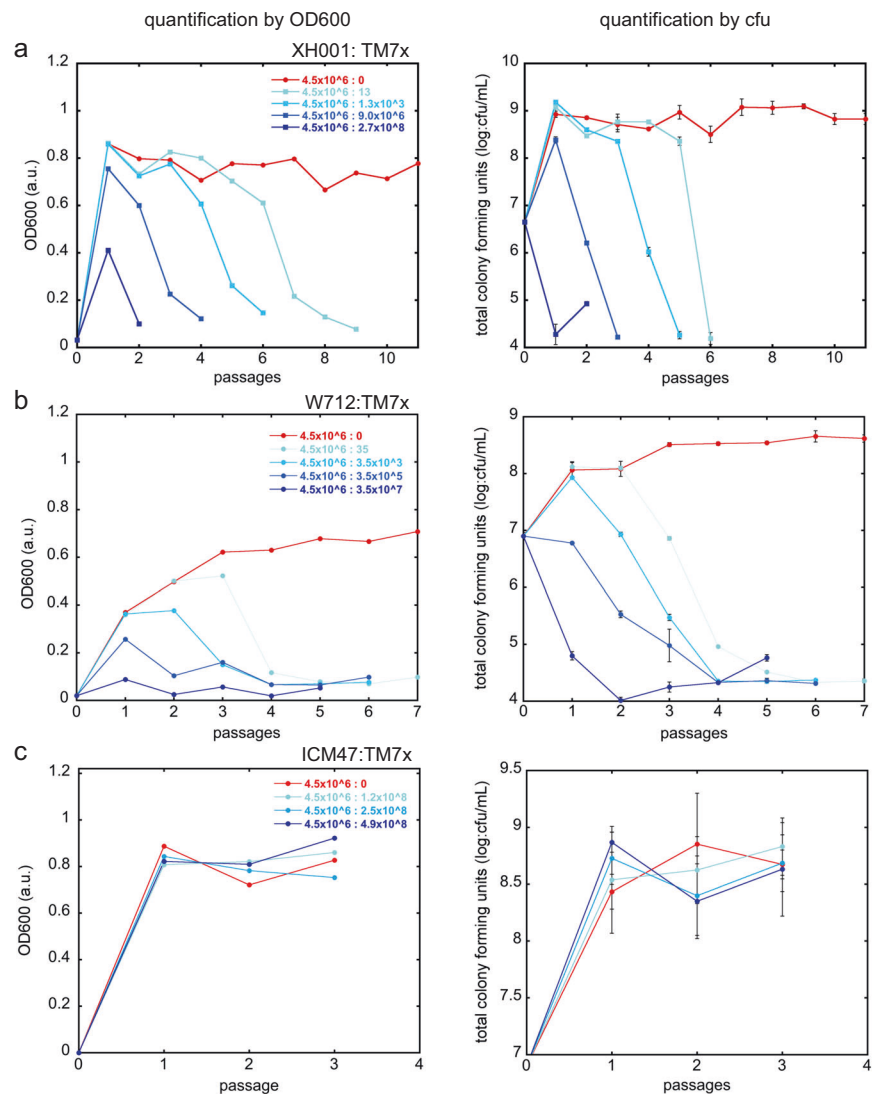 quantification by OD600
quantification by cfu
a
XH001: TM7x
1.2
1
0.8
0.6
0.4
0.2
0
OD600 (a.u.)
4.5x10^6 : 0
4.5x10^6 : 13
4.5x10^6 : 1.3x10^3
4.5x10^6 : 9.0x10^6
4.5x10^6 : 2.7x10^8
0 2 4 6 8 10
passages
10
9
8
7
6
5
4
total colony forming units (log:cfu/mL)
0 2 4 6 8 10
passages
b
W712:TM7x
1.2
1
0.8
0.6
0.4
0.2
0
OD600 (a.u.)
4.5x10^6 : 0
4.5x10^6 : 35
4.5x10^6 : 3.5x10^3
4.5x10^6 : 3.5x10^5
4.5x10^6 : 3.5x10^7
0 1 2 3 4 5 6 7
passages
9
8
7
6
5
4
total colony forming units (log:cfu/mL)
0 1 2 3 4 5 6 7
passages
c
ICM47:TM7x
1.2
1
0.8
0.6
0.4
0.2
0
OD600 (a.u.)
4.5x10^6 : 0
4.5x10^6 : 1.2x10^8
4.5x10^6 : 2.5x10^8
4.5x10^6 : 4.9x10^8
0 1 2 3 4
passage
9.5
9
8.5
8
7.5
7
total colony forming units (log:cfu/mL)
0 1 2 3 4
passages